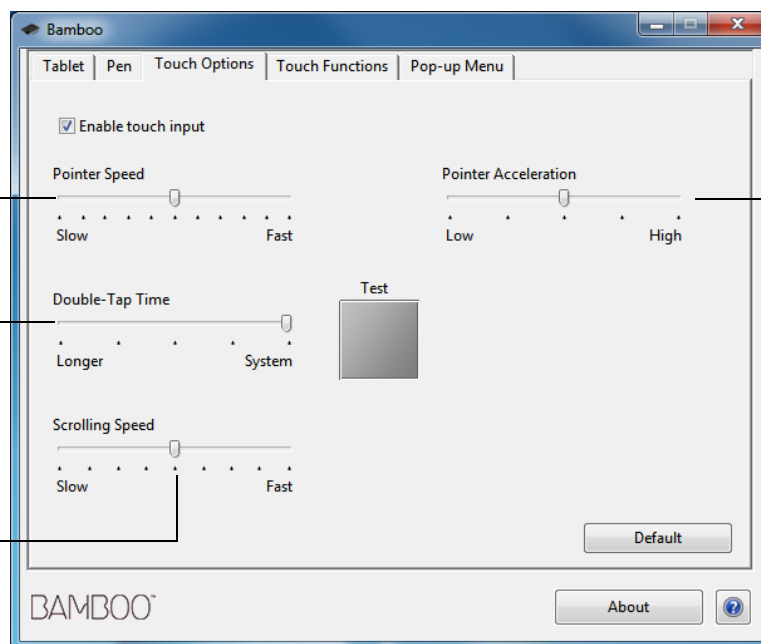 Bamboo
Tablet Pen Touch Options Touch Functions Pop-up Menu
Enable touch input
Pointer Speed Pointer Acceleration
Slow Fast Low High
Double-Tap Time Test
Longer System
Scrolling Speed
Slow Fast
Default
BAMBOO™ About ?